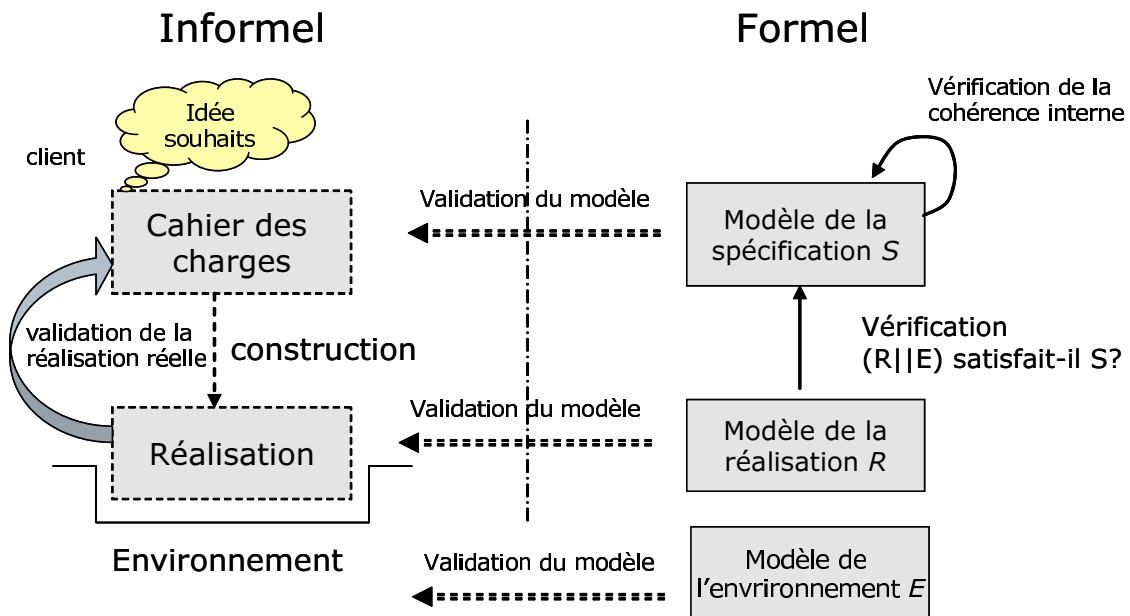 Informel
Formel
Idée
souhaits
client
Vérification de la
cohérence interne
Cahier des
charges
Validation du modèle
Modèle de la
spécification S
validation de la
réalisation réelle
construction
Vérification
(R||E) satisfait-il S?
Réalisation
Validation du modèle
Modèle de la
réalisation R
Environnement
Validation du modèle
Modèle de
l'envrironnement E